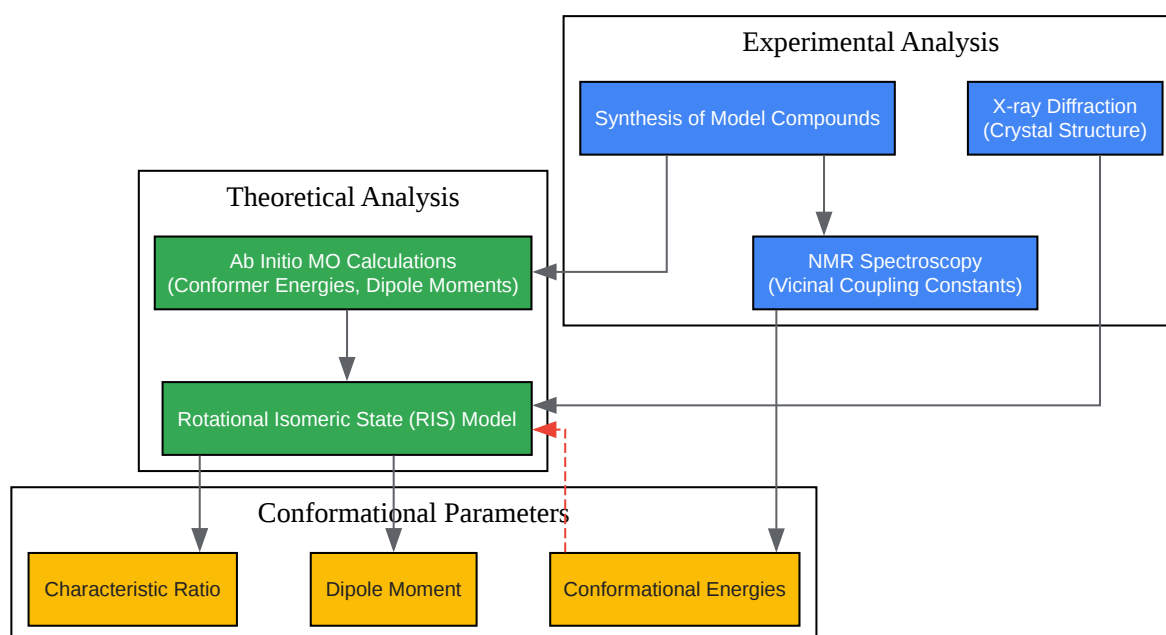 Experimental Analysis
Synthesis of Model Compounds
X-ray Diffraction
(Crystal Structure)
Theoretical Analysis
Ab Initio MO Calculations
(Conformer Energies, Dipole Moments)
NMR Spectroscopy
(Vicinal Coupling Constants)
Rotational Isomeric State (RIS) Model
Conformational Parameters
Characteristic Ratio
Dipole Moment
Conformational Energies